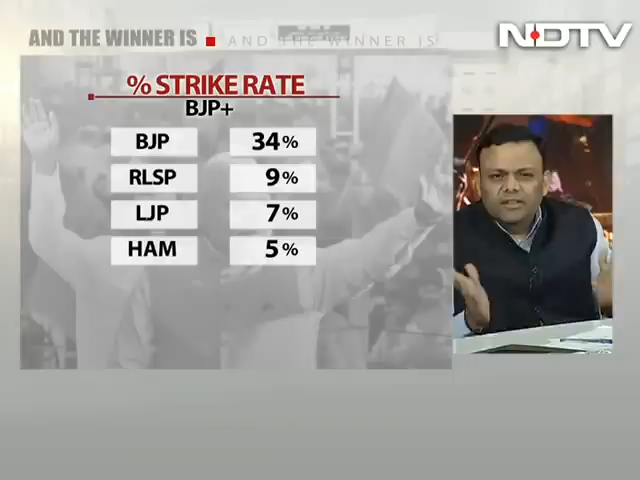 AND THE WINNER IS
AND THE WINNER IS
NDTV
% STRIKE RATE
BJP+
BJP 34%
RLSP 9%
LJP 7%
HAM 5%